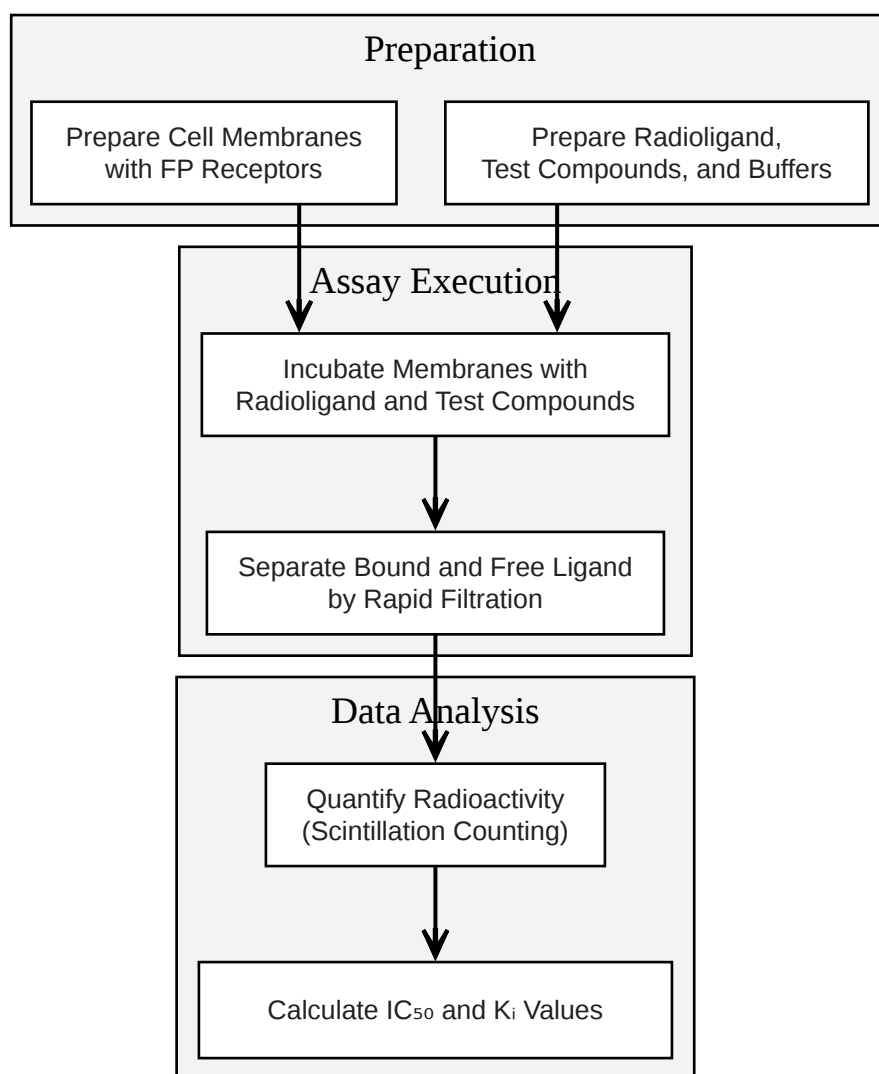 Preparation
Prepare Cell Membranes
with FP Receptors
Prepare Radioligand,
Test Compounds, and Buffers
Assay Execution
Incubate Membranes with
Radioligand and Test Compounds
Separate Bound and Free Ligand
by Rapid Filtration
Data Analysis
Quantify Radioactivity
(Scintillation Counting)
Calculate IC₅₀ and Kᵢ Values